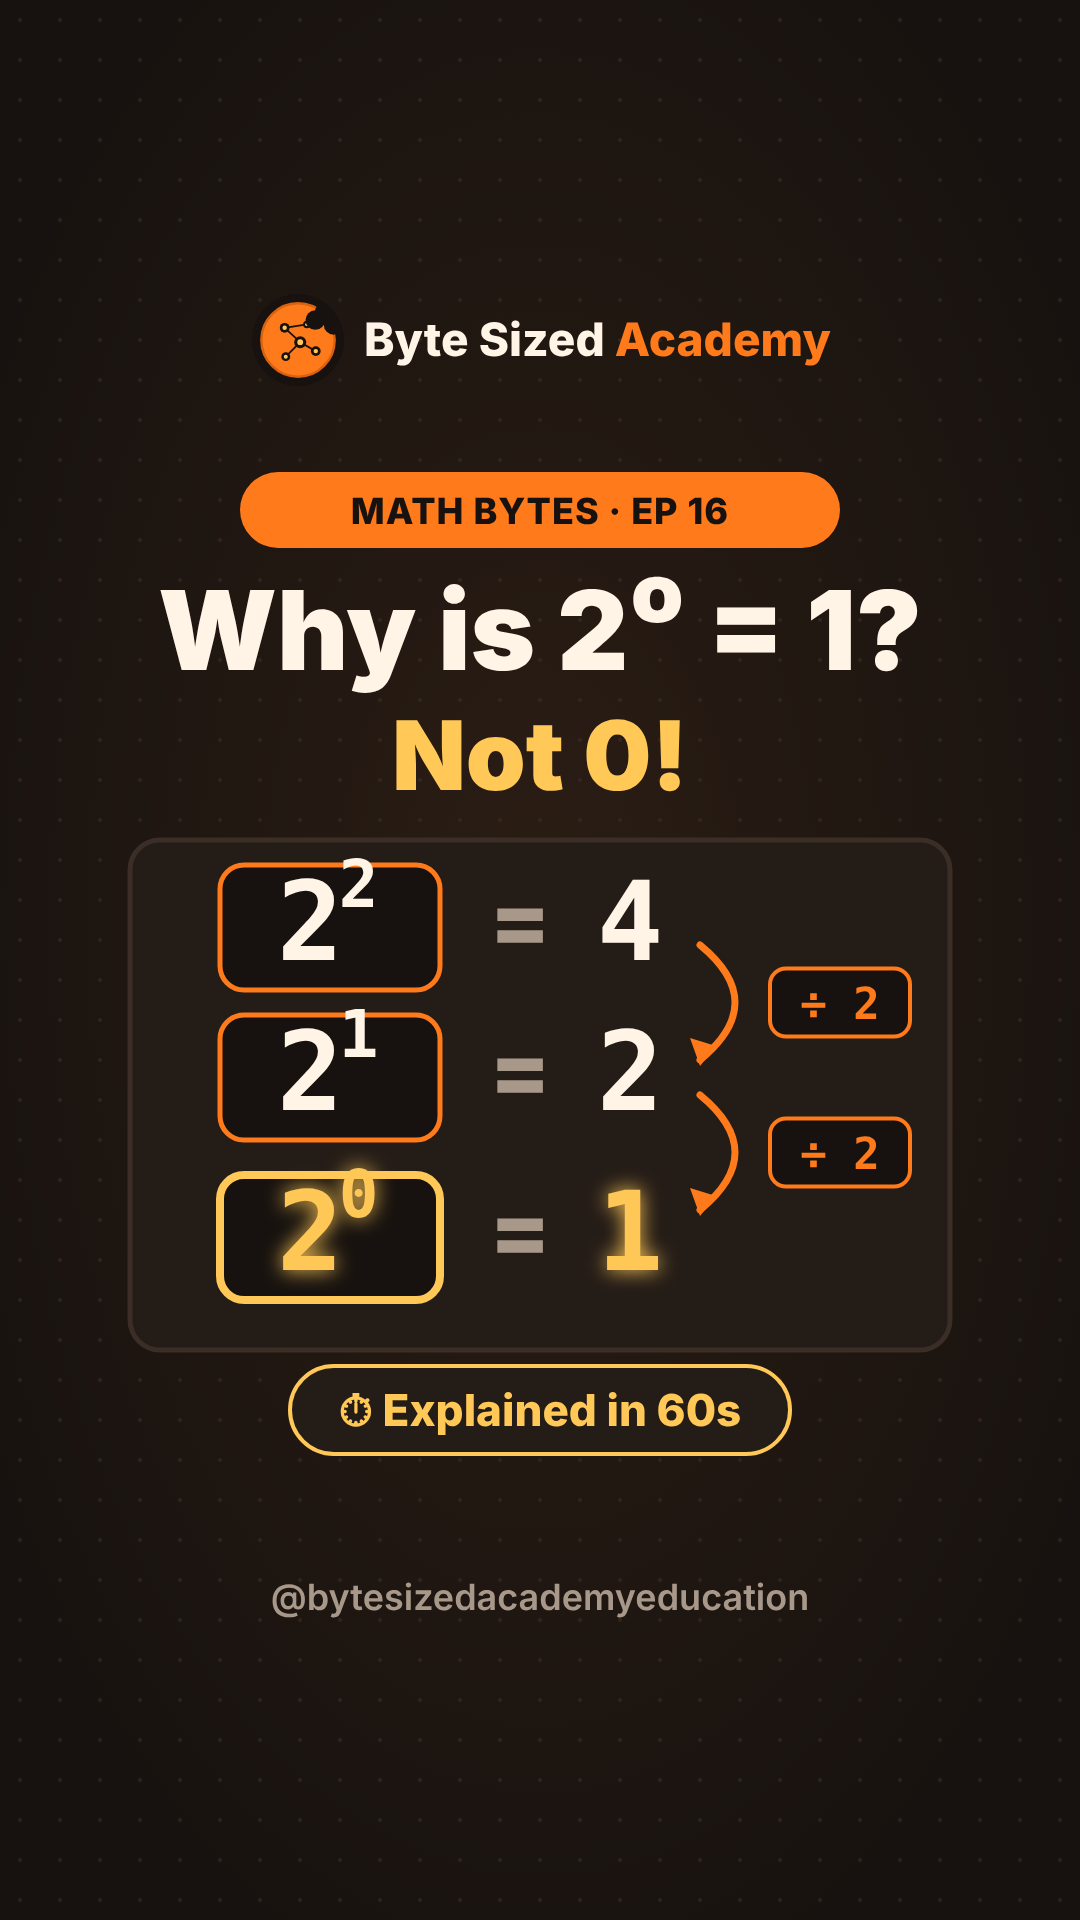 Byte Sized Academy
MATH BYTES · EP 16
Why is 2⁰ = 1?
Not 0!
2² = 4
÷ 2
2¹ = 2
÷ 2
2⁰ = 1
⏱ Explained in 60s
@bytesizedacademyeducation